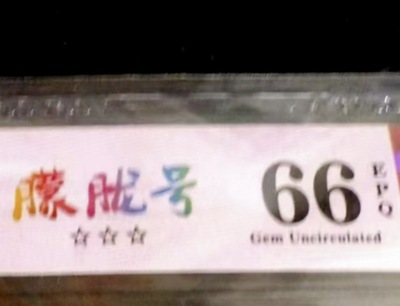 朦胧号
☆☆☆
66
EPQ
Gem Uncirculated